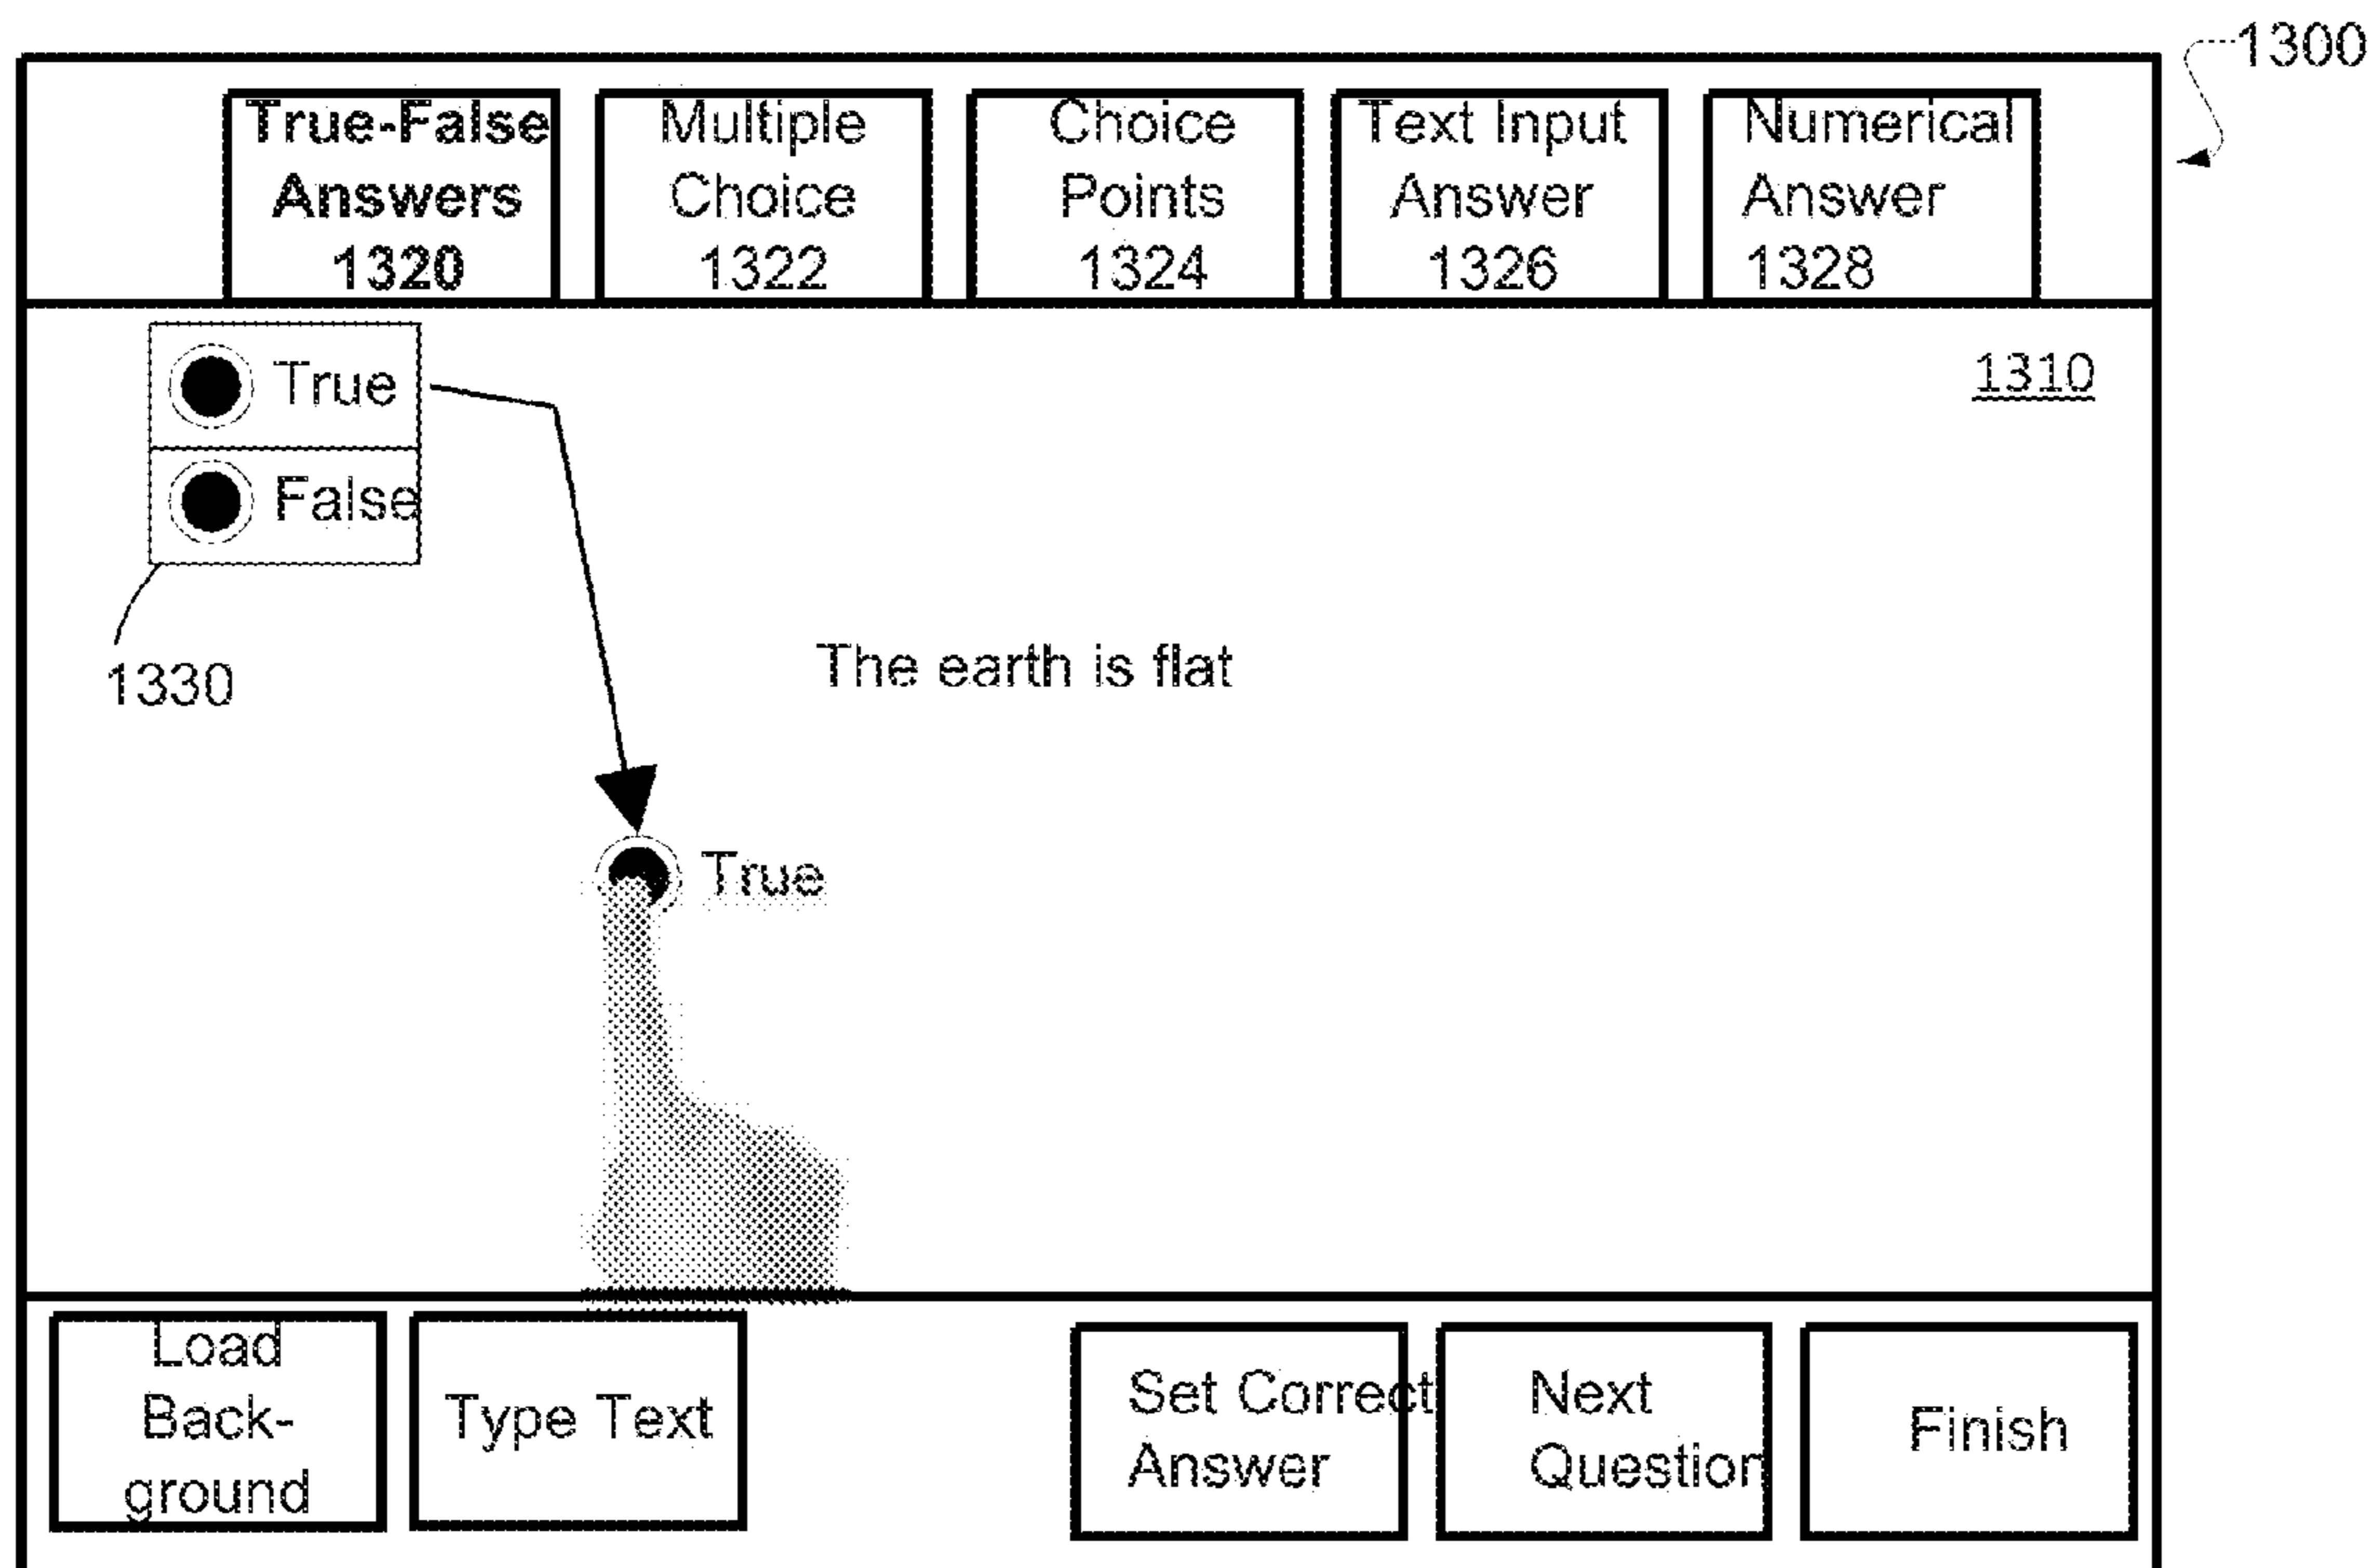 1300
True-False
Answers
1320
Multiple
Choice
1322
Choice
Points
1324
Text Input
Answer
1326
Numerical
Answer
1328
True
False
1310
1330
The earth is flat
True
Load
Back-
ground
Type Text
Set Correct
Answer
Next
Question
Finish